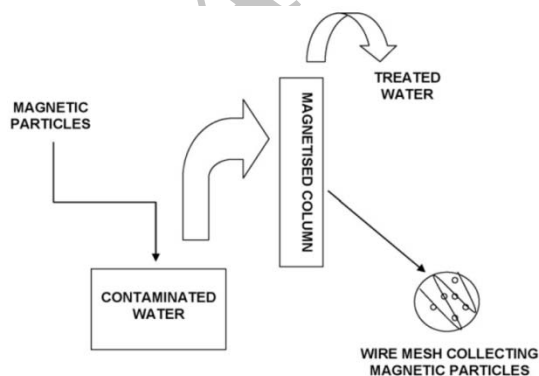 MAGNETIC
PARTICLES
CONTAMINATED
WATER
MAGNETISED COLUMN
TREATED
WATER
WIRE MESH COLLECTING
MAGNETIC PARTICLES